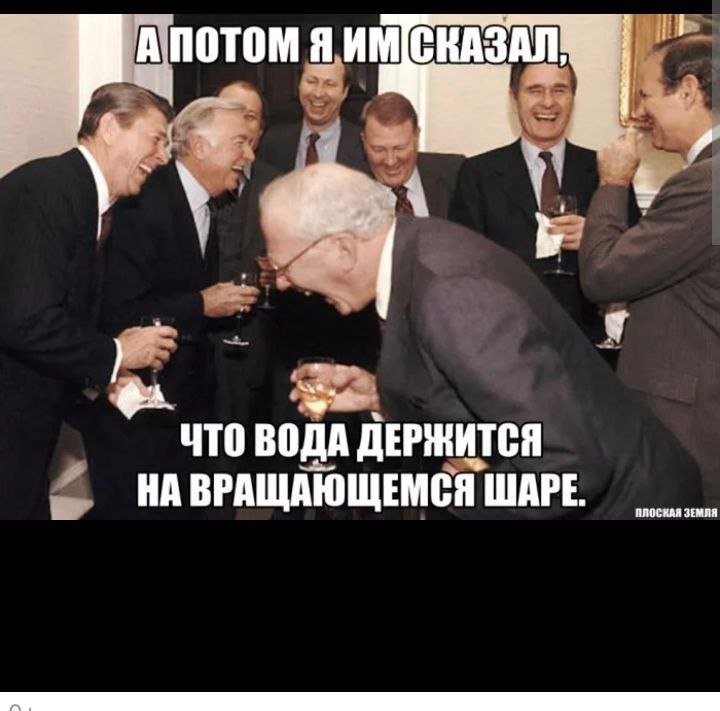 А ПОТОМ Я ИМ СКАЗАЛ,
ЧТО ВОДА ДЕРЖИТСЯ
НА ВРАЩАЮЩЕМСЯ ШАРЕ.
ПЛОСКАЯ ЗЕМЛЯ